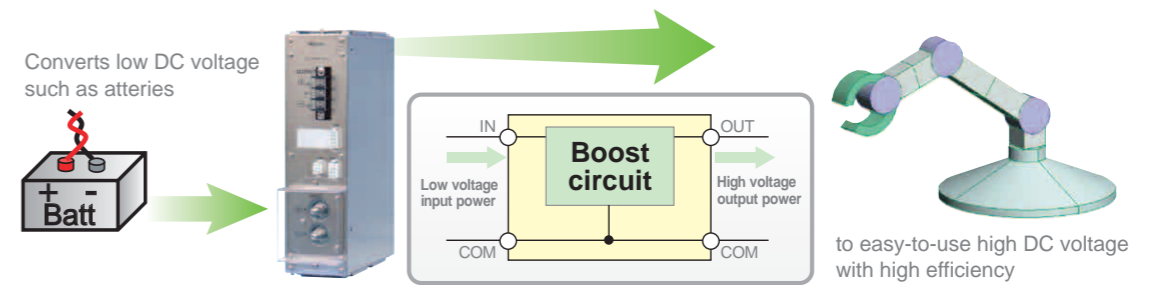 Converts low DC voltage
such as atteries
+ -
Batt
IN
OUT
Boost
circuit
Low voltage
input power
High voltage
output power
COM
COM
to easy-to-use high DC voltage
with high efficiency